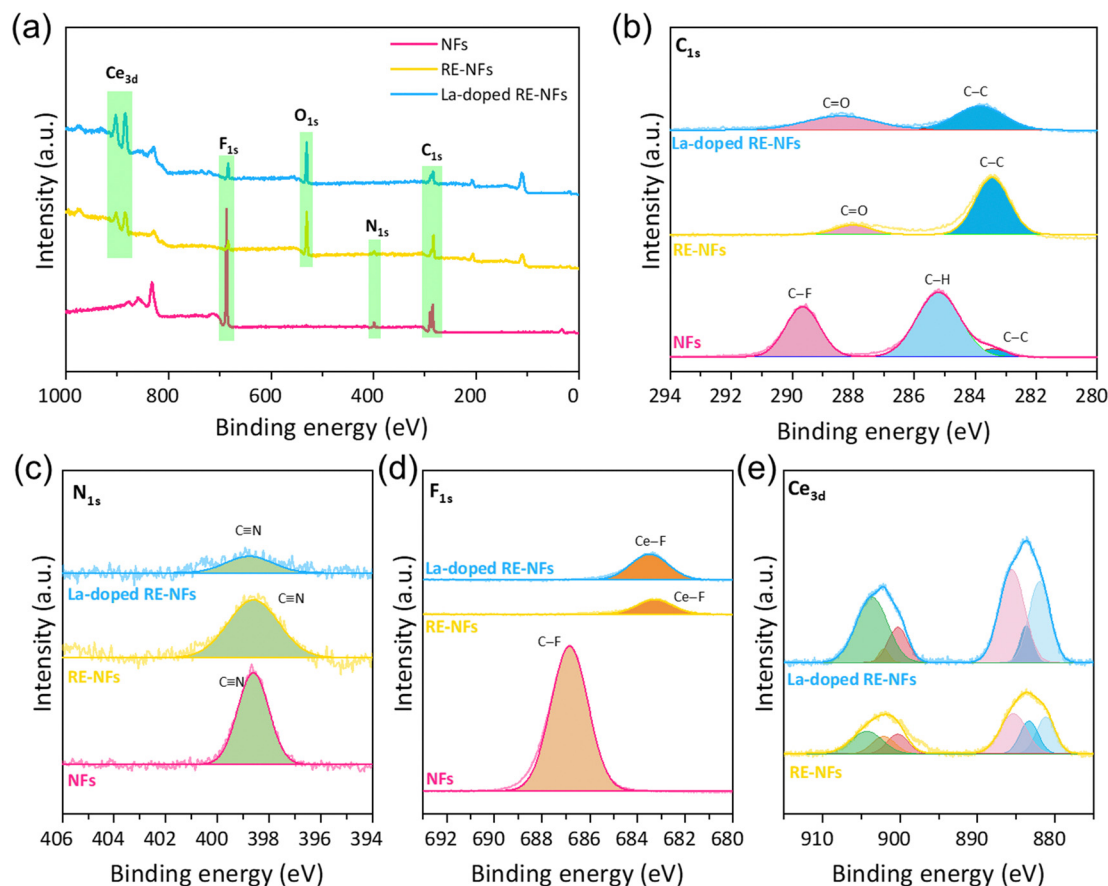 (a)
NFs
RE-NFs
La-doped RE-NFs
Ce3d
F1s
O1s
N1s
C1s
Intensity (a.u.)
1000 800 600 400 200 0
Binding energy (eV)
(b)
C1s
C=O
C–C
La-doped RE-NFs
C–C
C=O
RE-NFs
C–F
C–H
C–C
NFs
Intensity (a.u.)
294 292 290 288 286 284 282 280
Binding energy (eV)
(c)
N1s
C≡N
La-doped RE-NFs
C≡N
RE-NFs
C≡N
NFs
Intensity (a.u.)
406 404 402 400 398 396 394
Binding energy (eV)
(d)
F1s
Ce–F
La-doped RE-NFs
Ce–F
RE-NFs
C–F
NFs
Intensity (a.u.)
692 690 688 686 684 682 680
Binding energy (eV)
(e)
Ce3d
La-doped RE-NFs
RE-NFs
Intensity (a.u.)
910 900 890 880
Binding energy (eV)